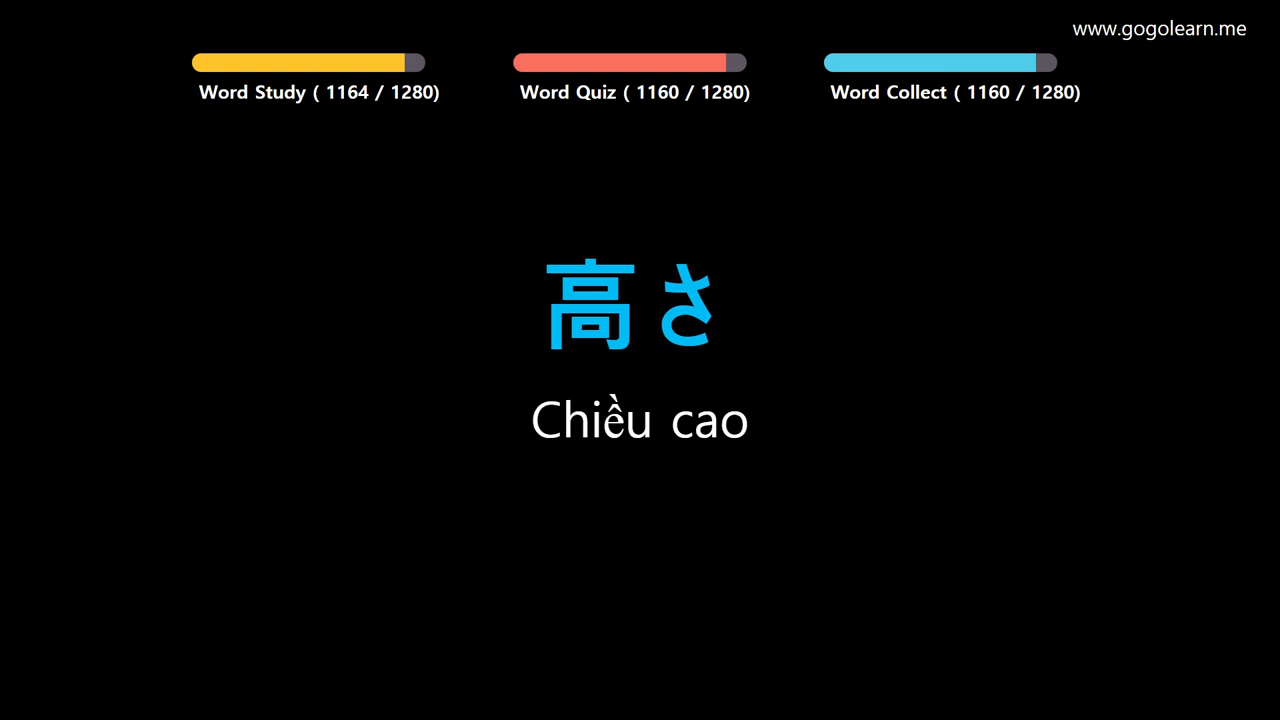 www.gogolearn.me
Word Study ( 1164 / 1280)
Word Quiz ( 1160 / 1280)
Word Collect ( 1160 / 1280)
高さ
Chiều cao